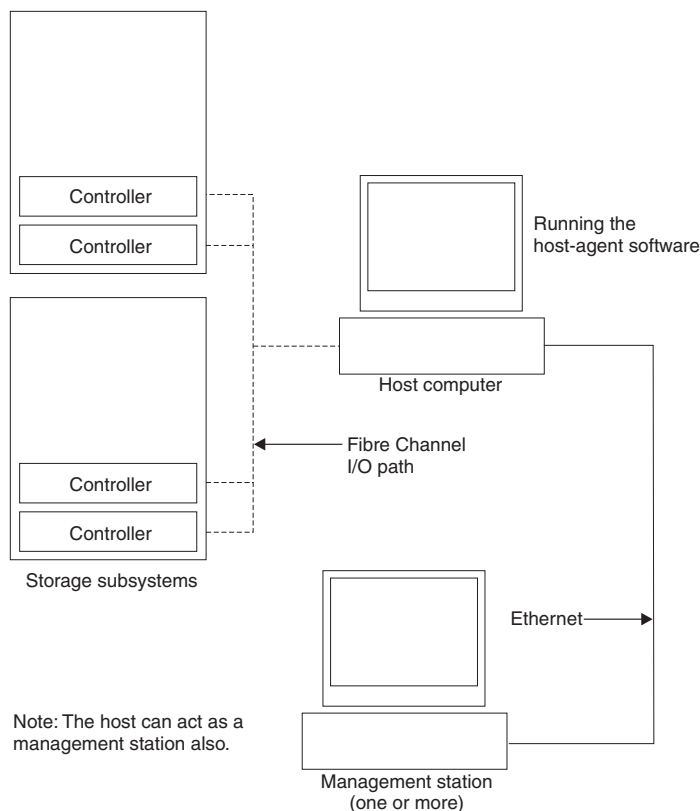 Controller
Controller
Running the
host-agent software
Host computer
Fibre Channel
I/O path
Controller
Controller
Storage subsystems
Ethernet
Note: The host can act as a
management station also.
Management station
(one or more)